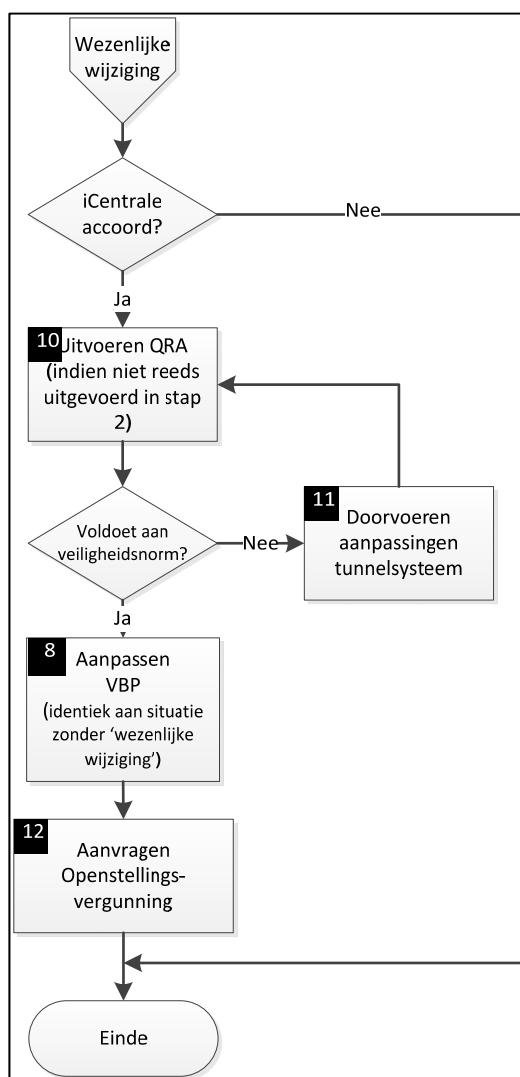 Wezenlijke
wijziging
iCentrale
accoord?
Nee
Ja
10
Uitvoeren QRA
(indien niet reeds
uitgevoerd in stap
2)
11
Doorvoeren
aanpassingen
tunnelsysteem
Voldoet aan
veiligheidsnorm?
Nee
Ja
8
Aanpassen
VBP
(identiek aan situatie
zonder ‘wezenlijke
wijziging’)
12
Aanvragen
Openstellings-
vergunning
Einde